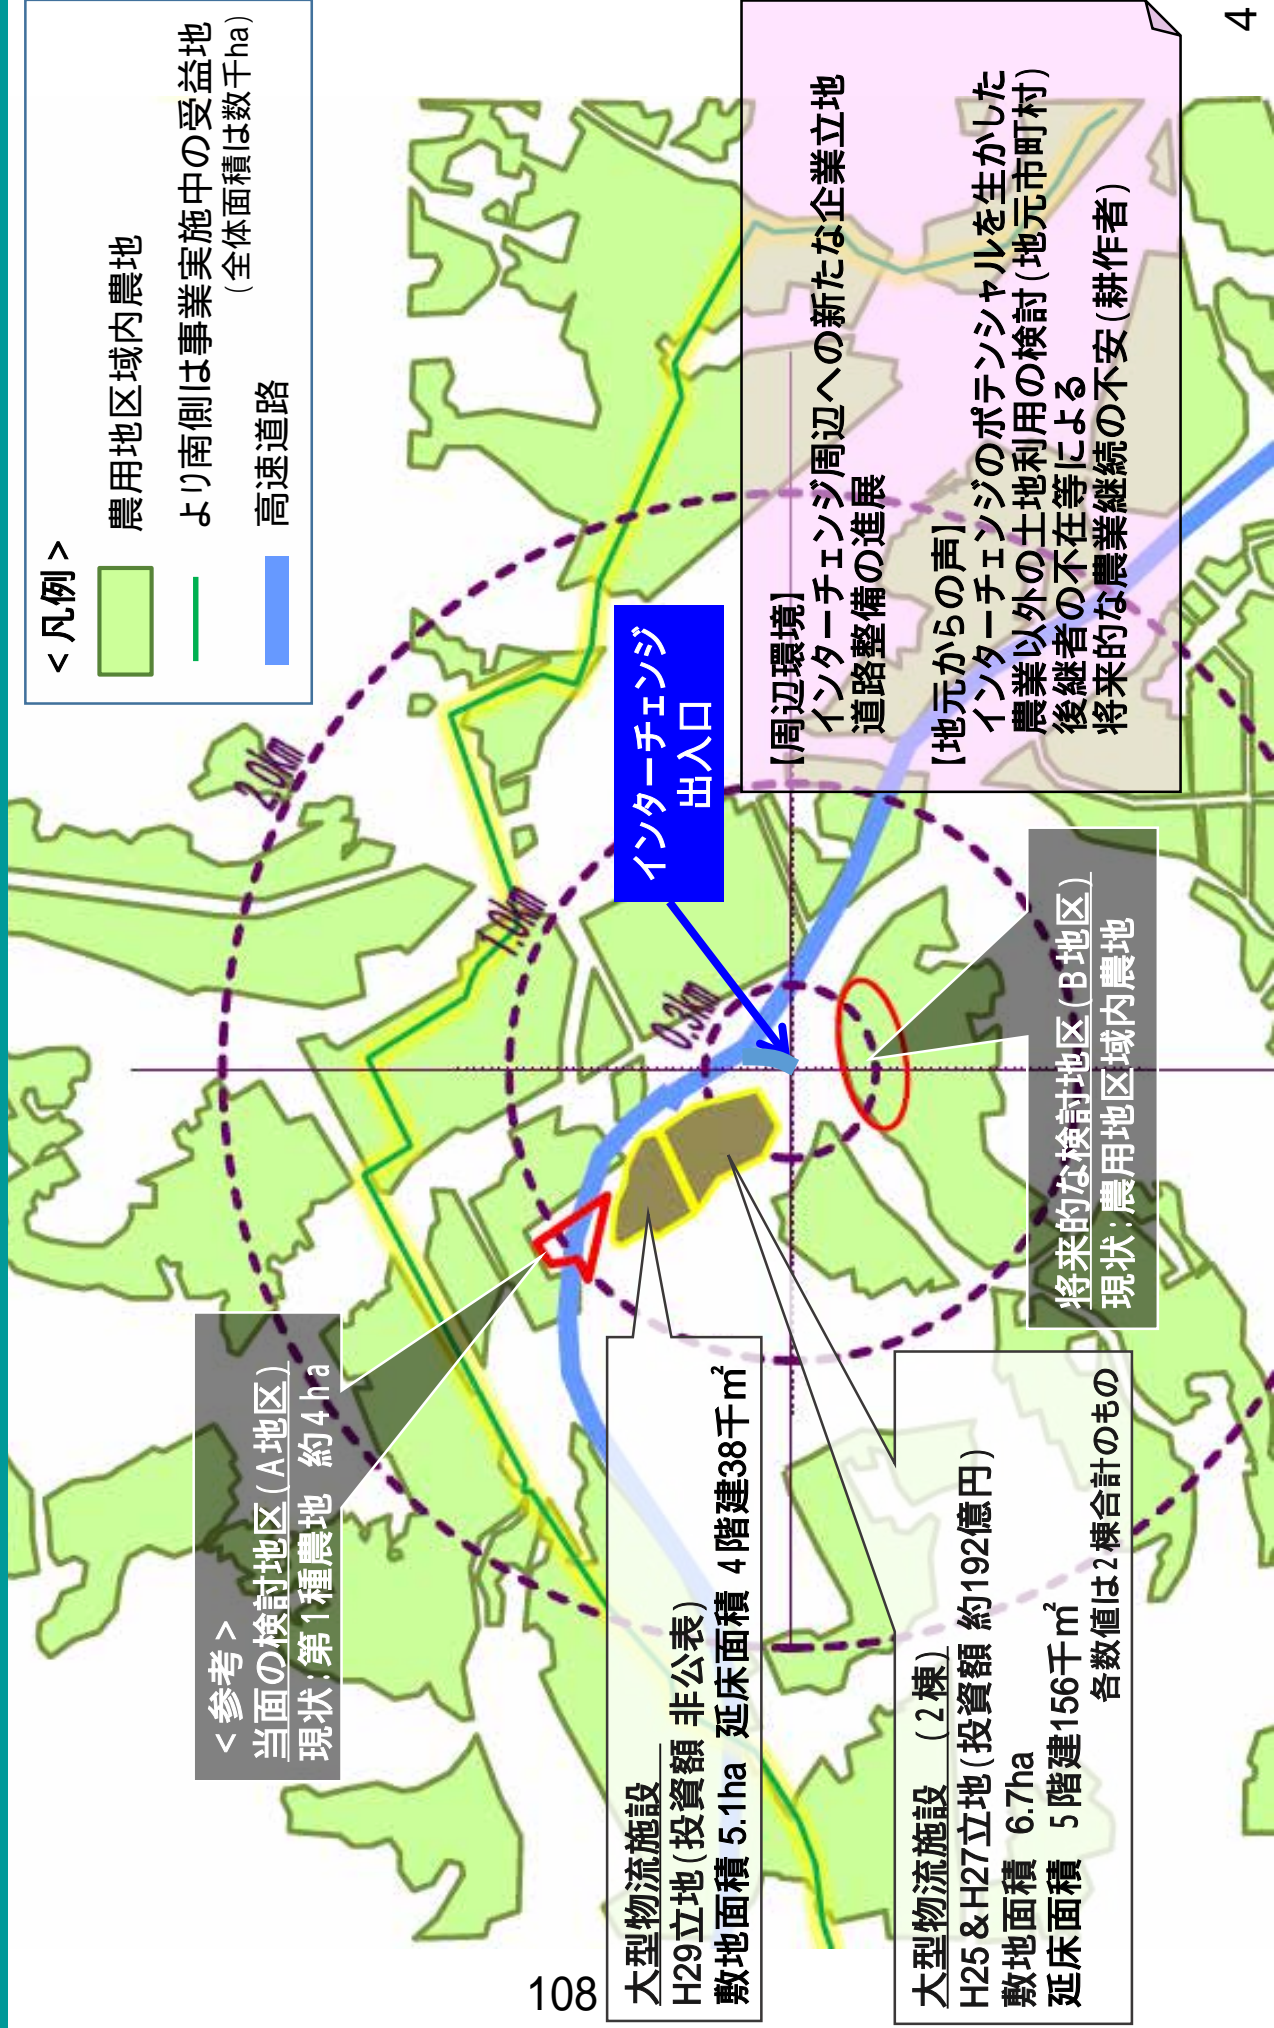 <凡例>
農用地区域内農地
より南側は事業実施中の受益地
(全体面積は数千ha)
高速道路
2.0km
1.0km
0.3km
インターチェンジ
出入口
【周辺環境】
インターチェンジ周辺への新たな企業立地
道路整備の進展
【地元からの声】
インターチェンジのポテンシャルを生かした
農業以外の土地利用の検討(地元市町村)
後継者の不在等による
将来的な農業継続の不安(耕作者)
<参考>
当面の検討地区(A地区)
現状:第1種農地 約4ha
将来的な検討地区(B地区)
現状:農用地区域内農地
大型物流施設
H29立地(投資額 非公表)
敷地面積 5.1ha 延床面積 4階建38千m²
大型物流施設 (2棟)
H25&H27立地(投資額 約192億円)
敷地面積 6.7ha
延床面積 5階建156千m²
各数値は2棟合計のもの
4
108